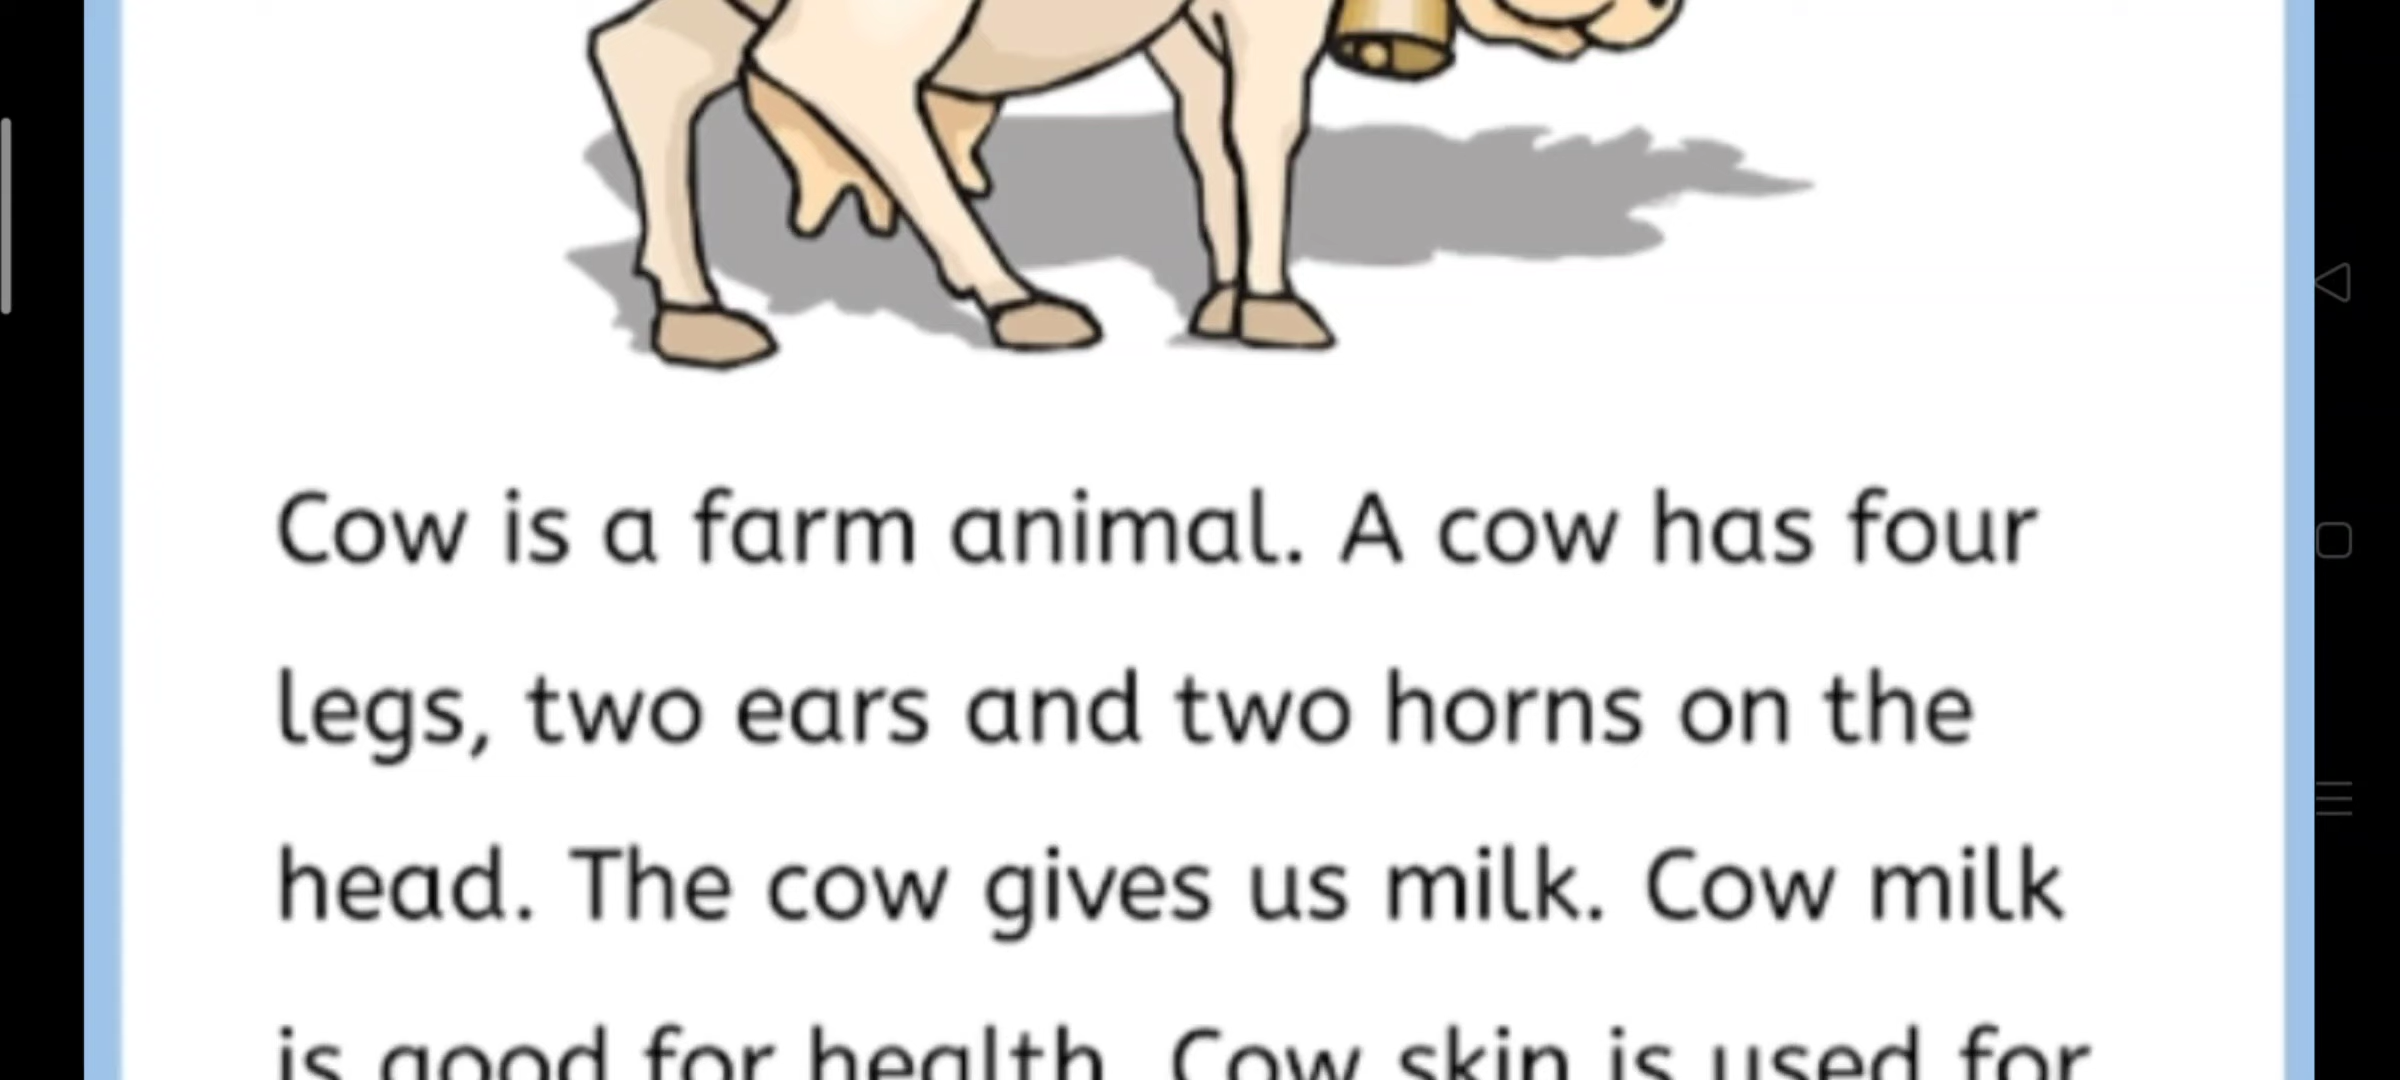 Cow is a farm animal. A cow has four
legs, two ears and two horns on the
head. The cow gives us milk. Cow milk
is good for health. Cow skin is used for